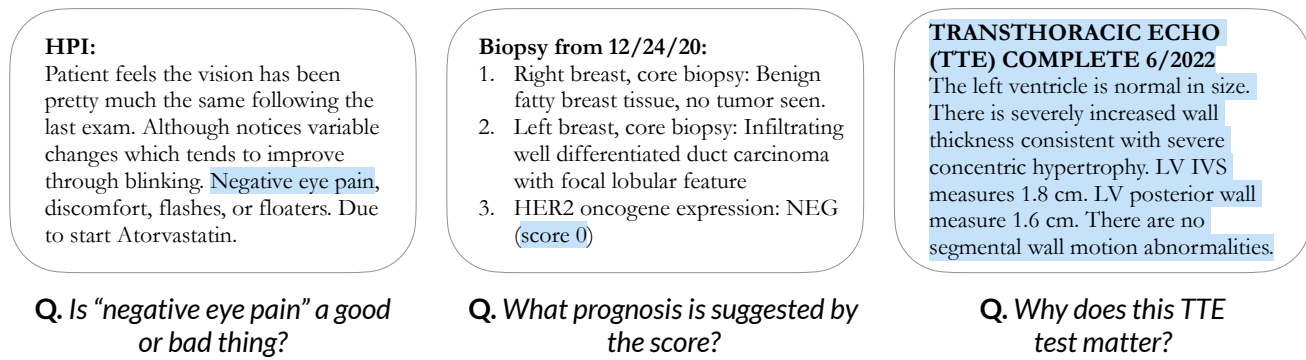 HPI:
Patient feels the vision has been
pretty much the same following the
last exam. Although notices variable
changes which tends to improve
through blinking. Negative eye pain,
discomfort, flashes, or floaters. Due
to start Atorvastatin.
Q. Is “negative eye pain” a good
or bad thing?
Biopsy from 12/24/20:
1. Right breast, core biopsy: Benign
fatty breast tissue, no tumor seen.
2. Left breast, core biopsy: Infiltrating
well differentiated duct carcinoma
with focal lobular feature
3. HER2 oncogene expression: NEG
(score 0)
Q. What prognosis is suggested by
the score?
TRANSTHORACIC ECHO
(TTE) COMPLETE 6/2022
The left ventricle is normal in size.
There is severely increased wall
thickness consistent with severe
concentric hypertrophy. LV IVS
measures 1.8 cm. LV posterior wall
measure 1.6 cm. There are no
segmental wall motion abnormalities.
Q. Why does this TTE
test matter?